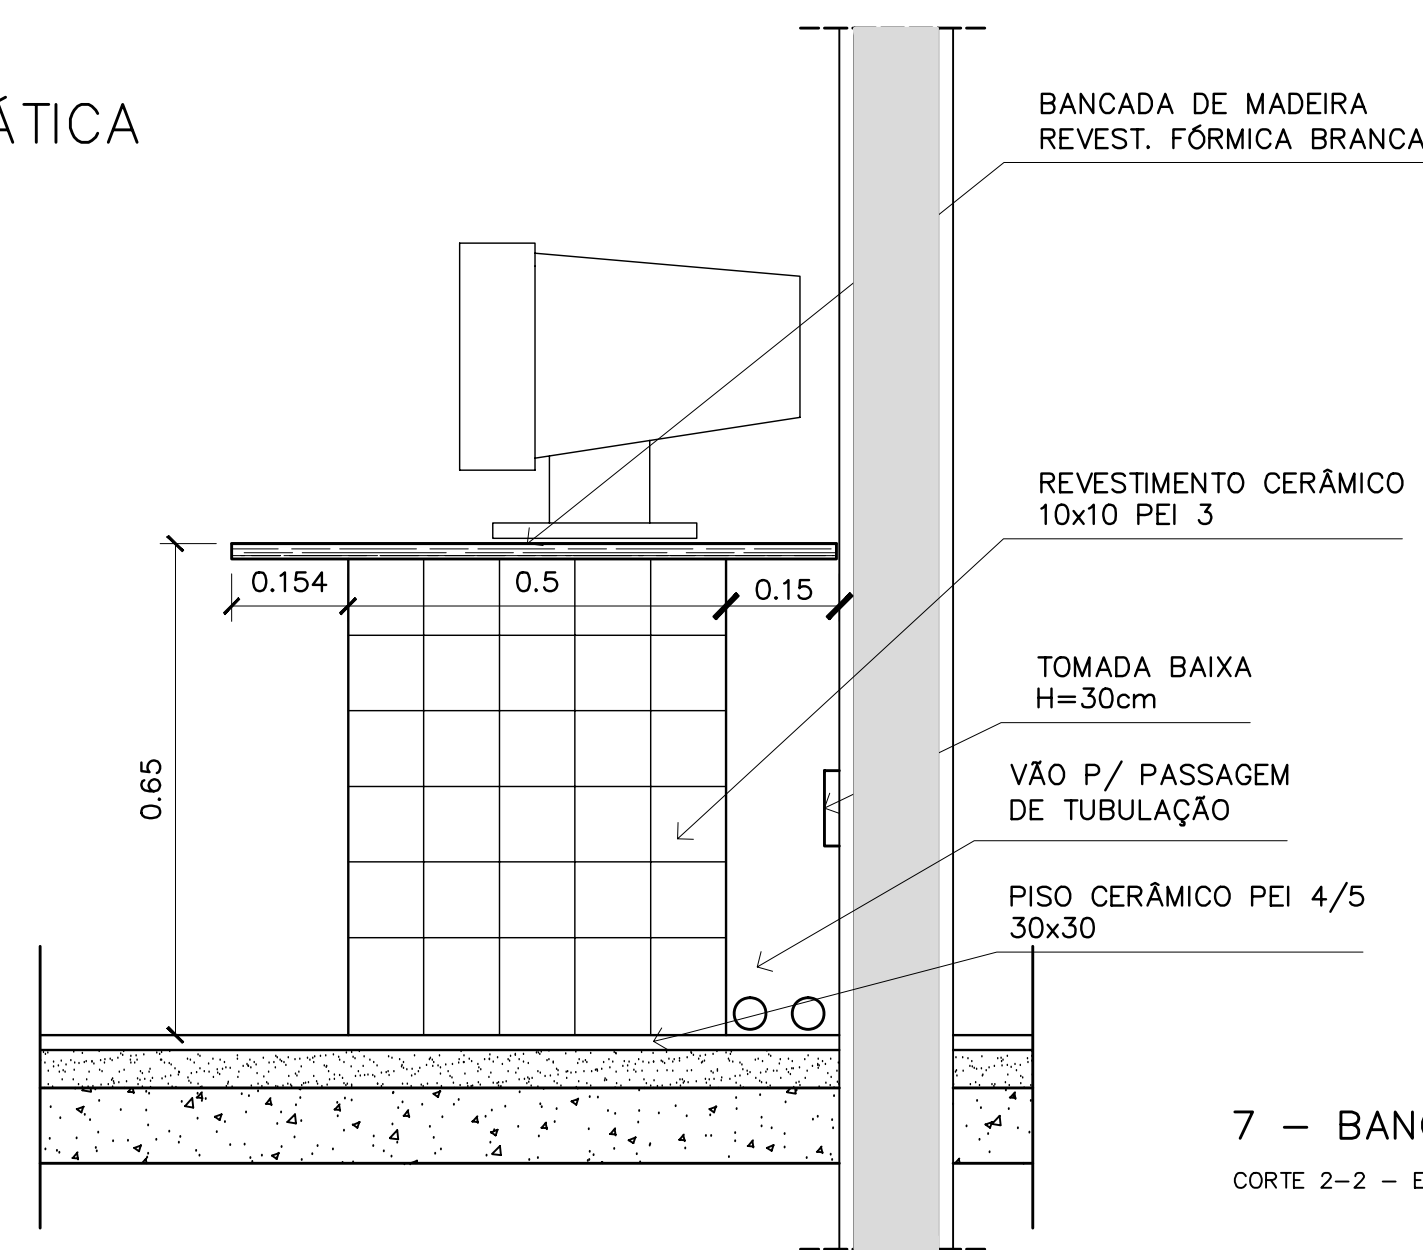 ÁTICA
BANCADA DE MADEIRA
REVEST. FÓRMICA BRANCA
REVESTIMENTO CERÂMICO
10x10 PEI 3
0.154
0.5
0.15
TOMADA BAIXA
H=30cm
0.65
VÃO P/ PASSAGEM
DE TUBULAÇÃO
PISO CERÂMICO PEI 4/5
30x30
7 – BAN
CORTE 2–2 – E